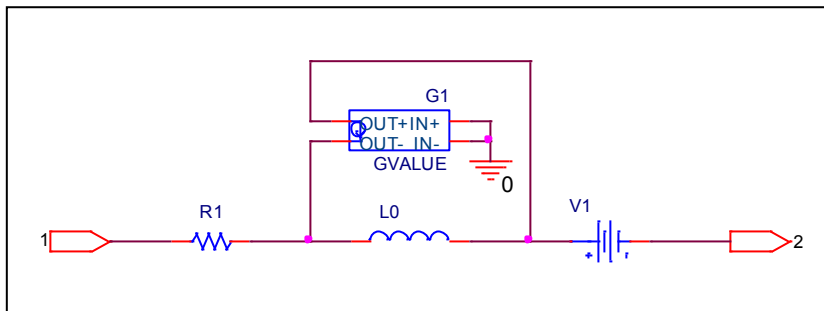 G1
OUT+IN+
OUT- IN-
GVALUE
0
R1
L0
V1
1
2
+
-